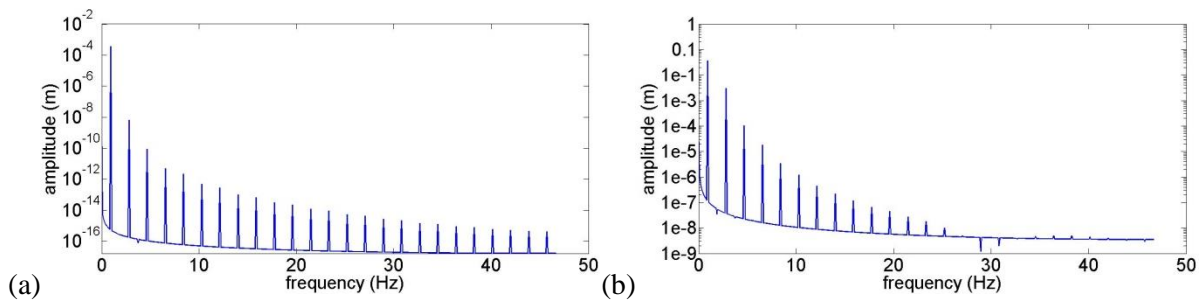 10^-2
10^-4
10^-6
10^-8
10^-10
10^-12
10^-14
10^-16
amplitude (m)
0 10 20 30 40 50
frequency (Hz)
(a)
1
0.1
1e-1
1e-3
1e-4
1e-5
1e-6
1e-7
1e-8
1e-9
amplitude (m)
0 10 20 30 40 50
frequency (Hz)
(b)